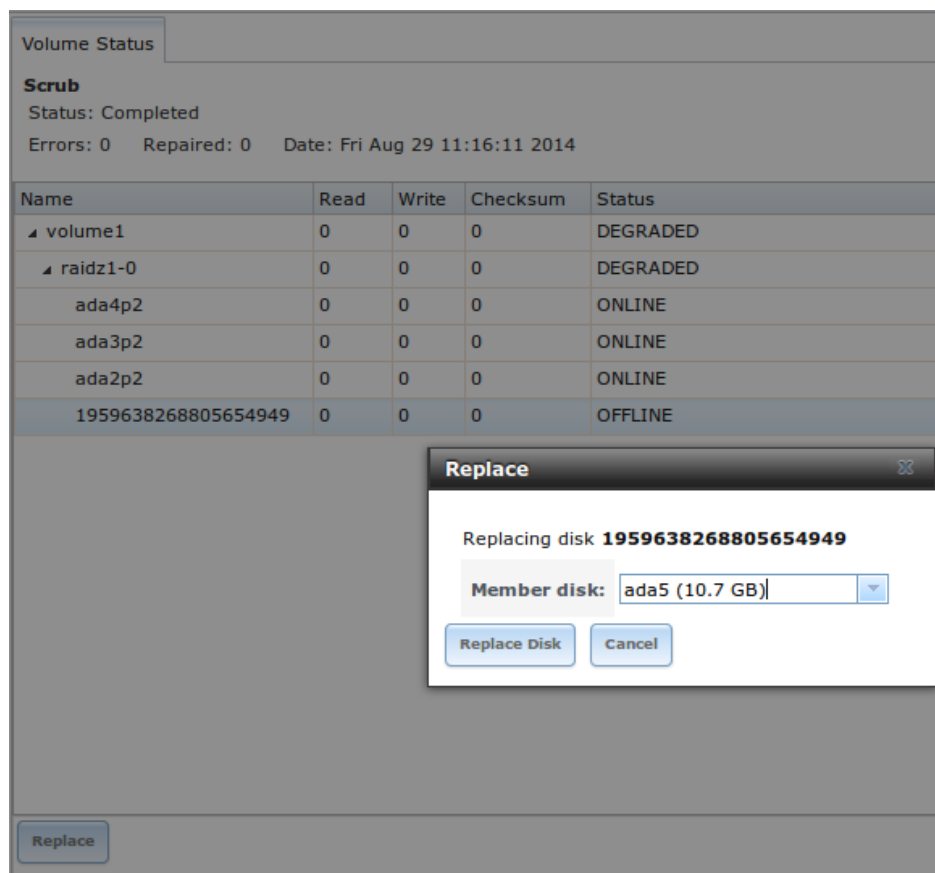 Volume Status
Scrub
Status: Completed
Errors: 0 Repaired: 0 Date: Fri Aug 29 11:16:11 2014
Name Read Write Checksum Status
volume1 0 0 0 DEGRADED
raidz1-0 0 0 0 DEGRADED
ada4p2 0 0 0 ONLINE
ada3p2 0 0 0 ONLINE
ada2p2 0 0 0 ONLINE
1959638268805654949 0 0 0 OFFLINE
Replace
Replacing disk 1959638268805654949
Member disk: ada5 (10.7 GB)
Replace Disk Cancel
Replace